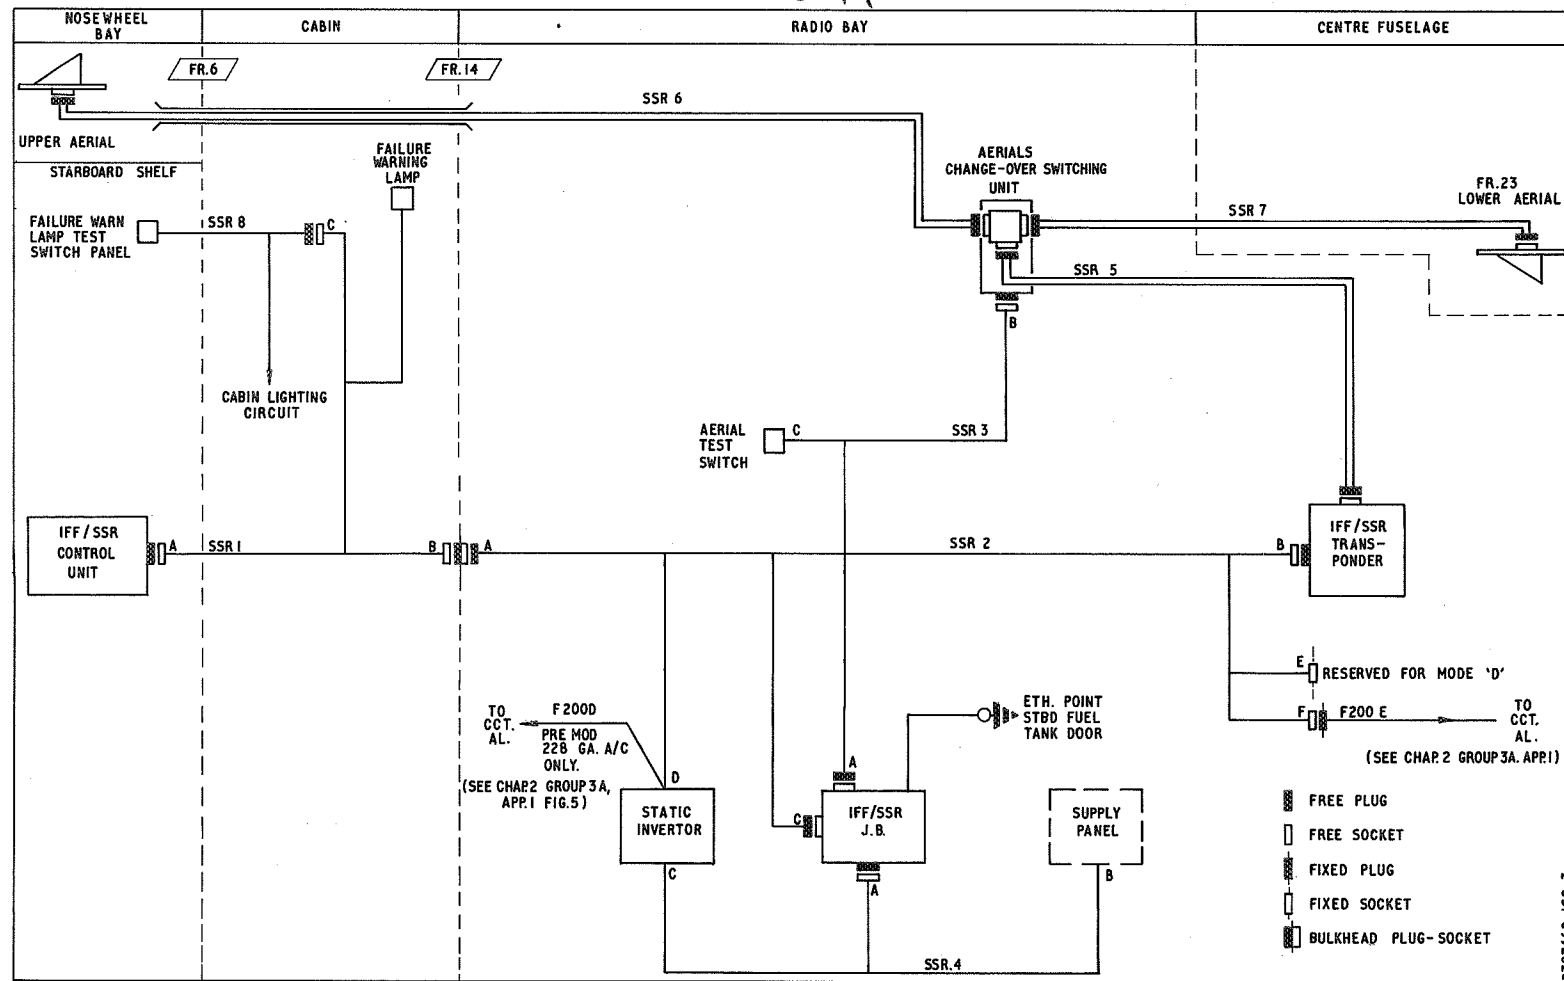 NOSEWHEEL
BAY
CABIN
RADIO BAY
CENTRE FUSELAGE
FR.6
FR.14
SSR 6
UPPER AERIAL
STARBOARD SHELF
FAILURE
WARNING
LAMP
AERIALS
CHANGE-OVER SWITCHING
UNIT
FR.23
LOWER AERIAL
FAILURE WARN
LAMP TEST
SWITCH PANEL
SSR 8
C
SSR 7
SSR 5
B
CABIN LIGHTING
CIRCUIT
AERIAL
TEST
SWITCH
C
SSR 3
IFF/SSR
CONTROL
UNIT
A
SSR 1
B
A
SSR 2
B
IFF/SSR
TRANS-
PONDER
E
RESERVED FOR MODE 'D'
F
F200 E
TO
CCT.
AL.
(SEE CHAP.2 GROUP 3A. APP.1)
TO
CCT.
AL.
F200D
PRE MOD
228 GA. A/C
ONLY.
(SEE CHAP.2 GROUP 3A,
APP.1 FIG.5)
ETH. POINT
STBD FUEL
TANK DOOR
D
STATIC
INVERTOR
C
A
C
IFF/SSR
J.B.
A
SUPPLY
PANEL
B
SSR.4
FREE PLUG
FREE SOCKET
FIXED PLUG
FIXED SOCKET
BULKHEAD PLUG-SOCKET